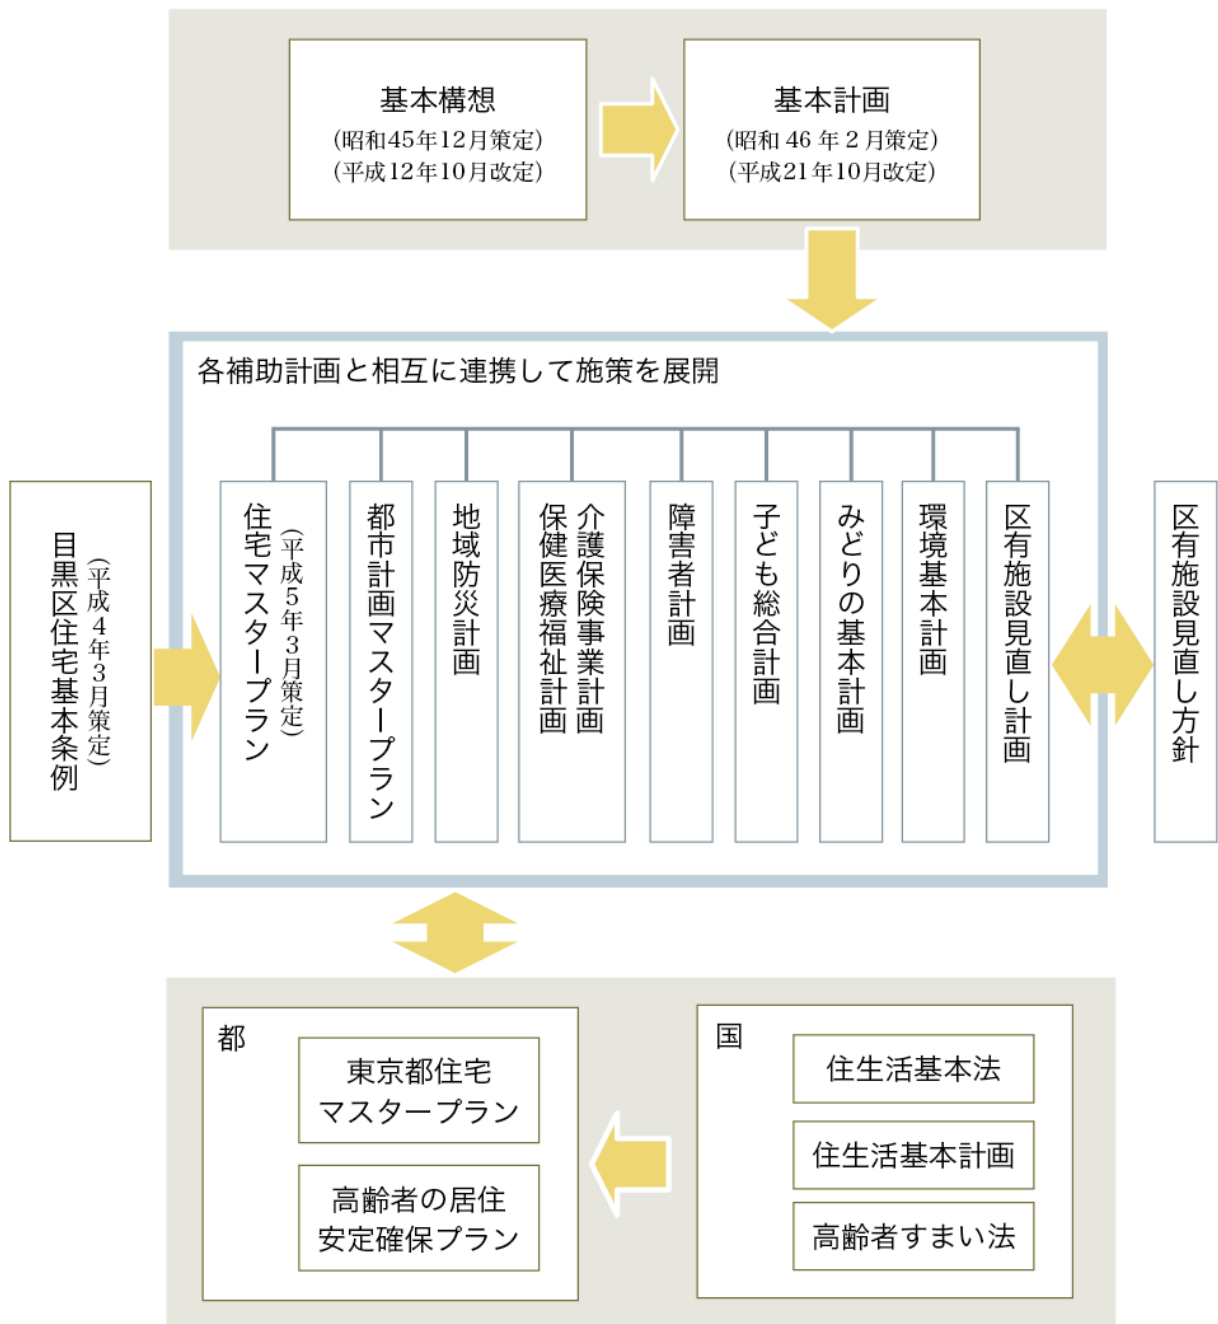 基本構想
(昭和45年12月策定)
(平成12年10月改定)
基本計画
(昭和 46 年 2 月策定)
(平成21年10月改定)
各補助計画と相互に連携して施策を展開
目黒区住宅基本条例
(平成4年3月策定)
住宅マスタープラン
(平成5年3月策定)
都市計画マスタープラン
地域防災計画
介護保険事業計画
保健医療福祉計画
障害者計画
子ども総合計画
みどりの基本計画
環境基本計画
区有施設見直し計画
区有施設見直し方針
都
東京都住宅
マスタープラン
高齢者の居住
安定確保プラン
国
住生活基本法
住生活基本計画
高齢者すまい法